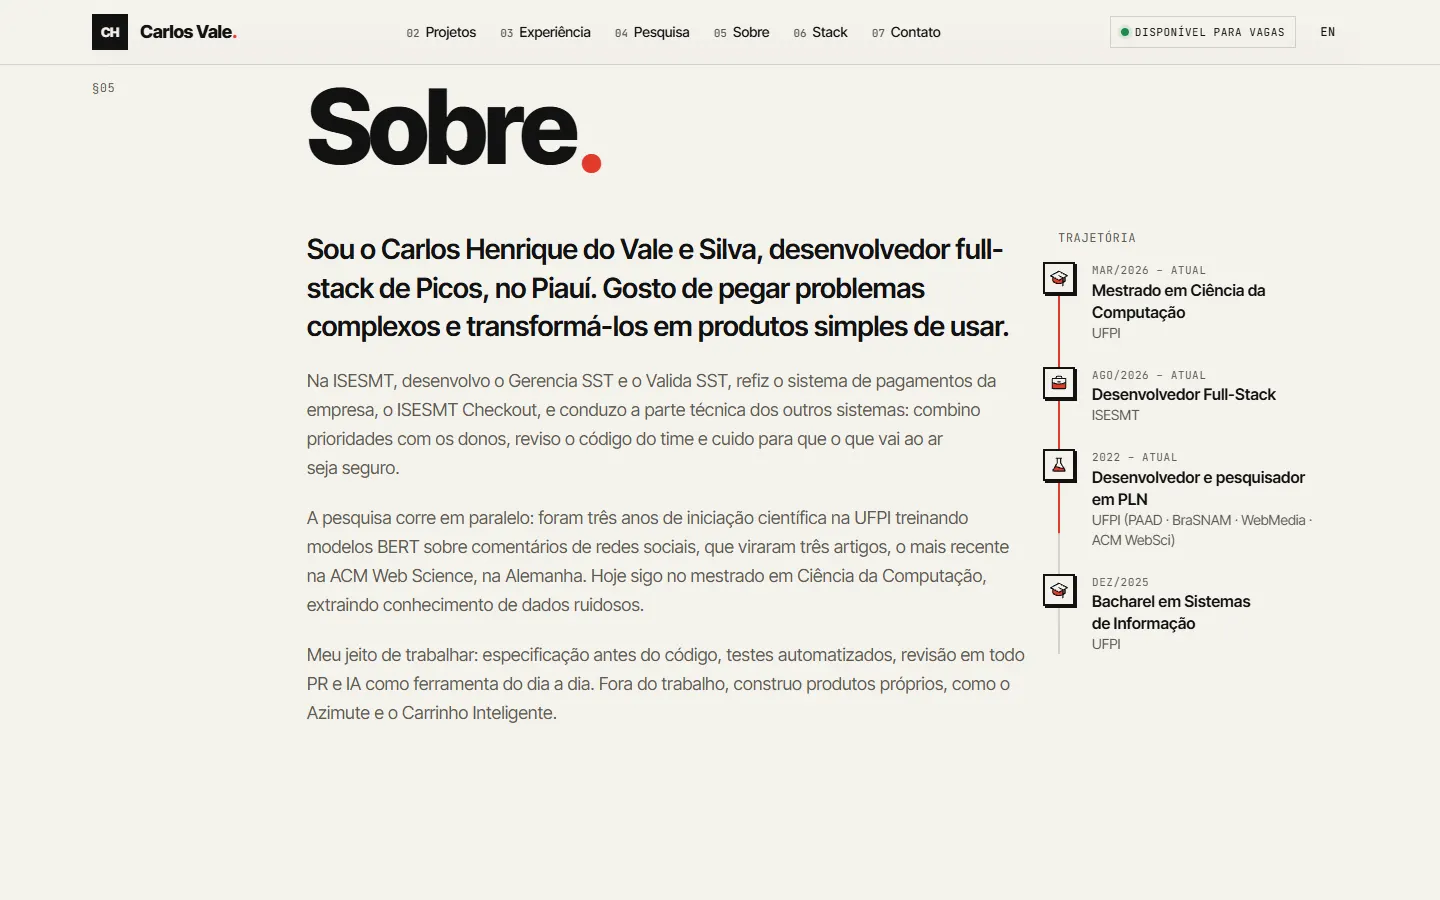 CH Carlos Vale.
02 Projetos 03 Experiência 04 Pesquisa 05 Sobre 06 Stack 07 Contato
DISPONÍVEL PARA VAGAS
EN
§05
Sobre.
Sou o Carlos Henrique do Vale e Silva, desenvolvedor full-
stack de Picos, no Piauí. Gosto de pegar problemas
complexos e transformá-los em produtos simples de usar.
Na ISESMT, desenvolvo o Gerencia SST e o Valida SST, refiz o sistema de pagamentos da
empresa, o ISESMT Checkout, e conduzo a parte técnica dos outros sistemas: combino
prioridades com os donos, reviso o código do time e cuido para que o que vai ao ar
seja seguro.
A pesquisa corre em paralelo: foram três anos de iniciação científica na UFPI treinando
modelos BERT sobre comentários de redes sociais, que viraram três artigos, o mais recente
na ACM Web Science, na Alemanha. Hoje sigo no mestrado em Ciência da Computação,
extraindo conhecimento de dados ruidosos.
Meu jeito de trabalhar: especificação antes do código, testes automatizados, revisão em todo
PR e IA como ferramenta do dia a dia. Fora do trabalho, construo produtos próprios, como o
Azimute e o Carrinho Inteligente.
TRAJETÓRIA
MAR/2026 – ATUAL
Mestrado em Ciência da
Computação
UFPI
AGO/2026 – ATUAL
Desenvolvedor Full-Stack
ISESMT
2022 – ATUAL
Desenvolvedor e pesquisador
em PLN
UFPI (PAAD · BraSNAM · WebMedia ·
ACM WebSci)
DEZ/2025
Bacharel em Sistemas
de Informação
UFPI